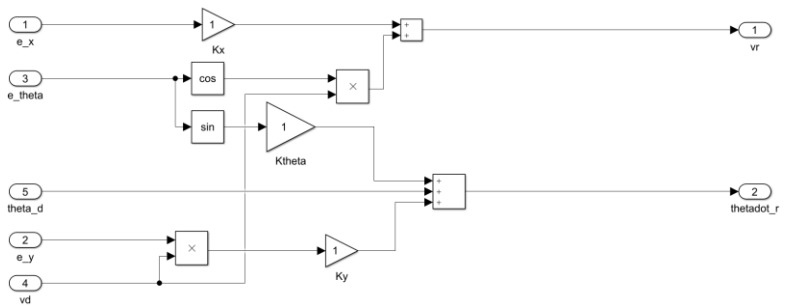 1
e_x
1
Kx
+
+
1
vr
3
e_theta
cos
×
sin
1
Ktheta
5
theta_d
+
+
+
2
thetadot_r
2
e_y
×
1
Ky
4
vd